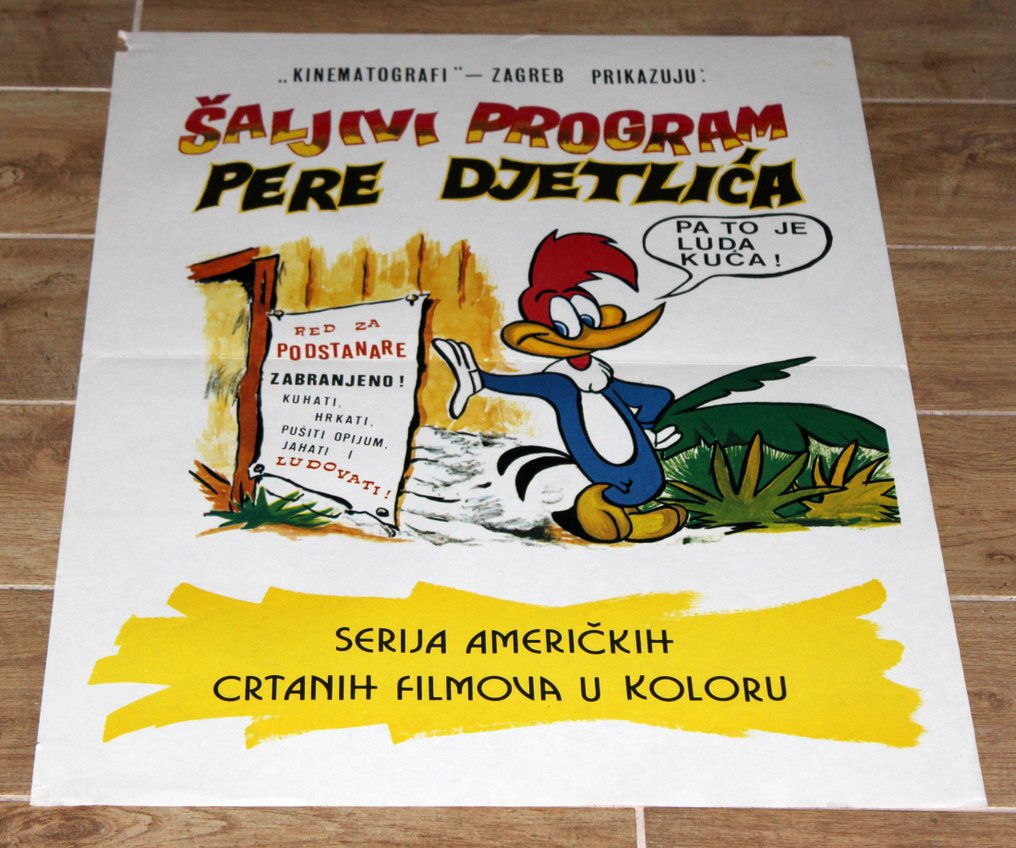 „KINEMATOGRAFI"— ZAGREB PRIKAZUJU:
ŠALJIVI PROGRAM
PERE DJETLIĆA
PA TO JE
LUDA
KUĆA!
RED ZA
PODSTANARE
ZABRANJENO!
KUHATI,
HRKATI,
PUŠITI OPIJUM,
JAHATI I
LUDOVATI!
SERIJA AMERIČKIH
CRTANIH FILMOVA U KOLORU